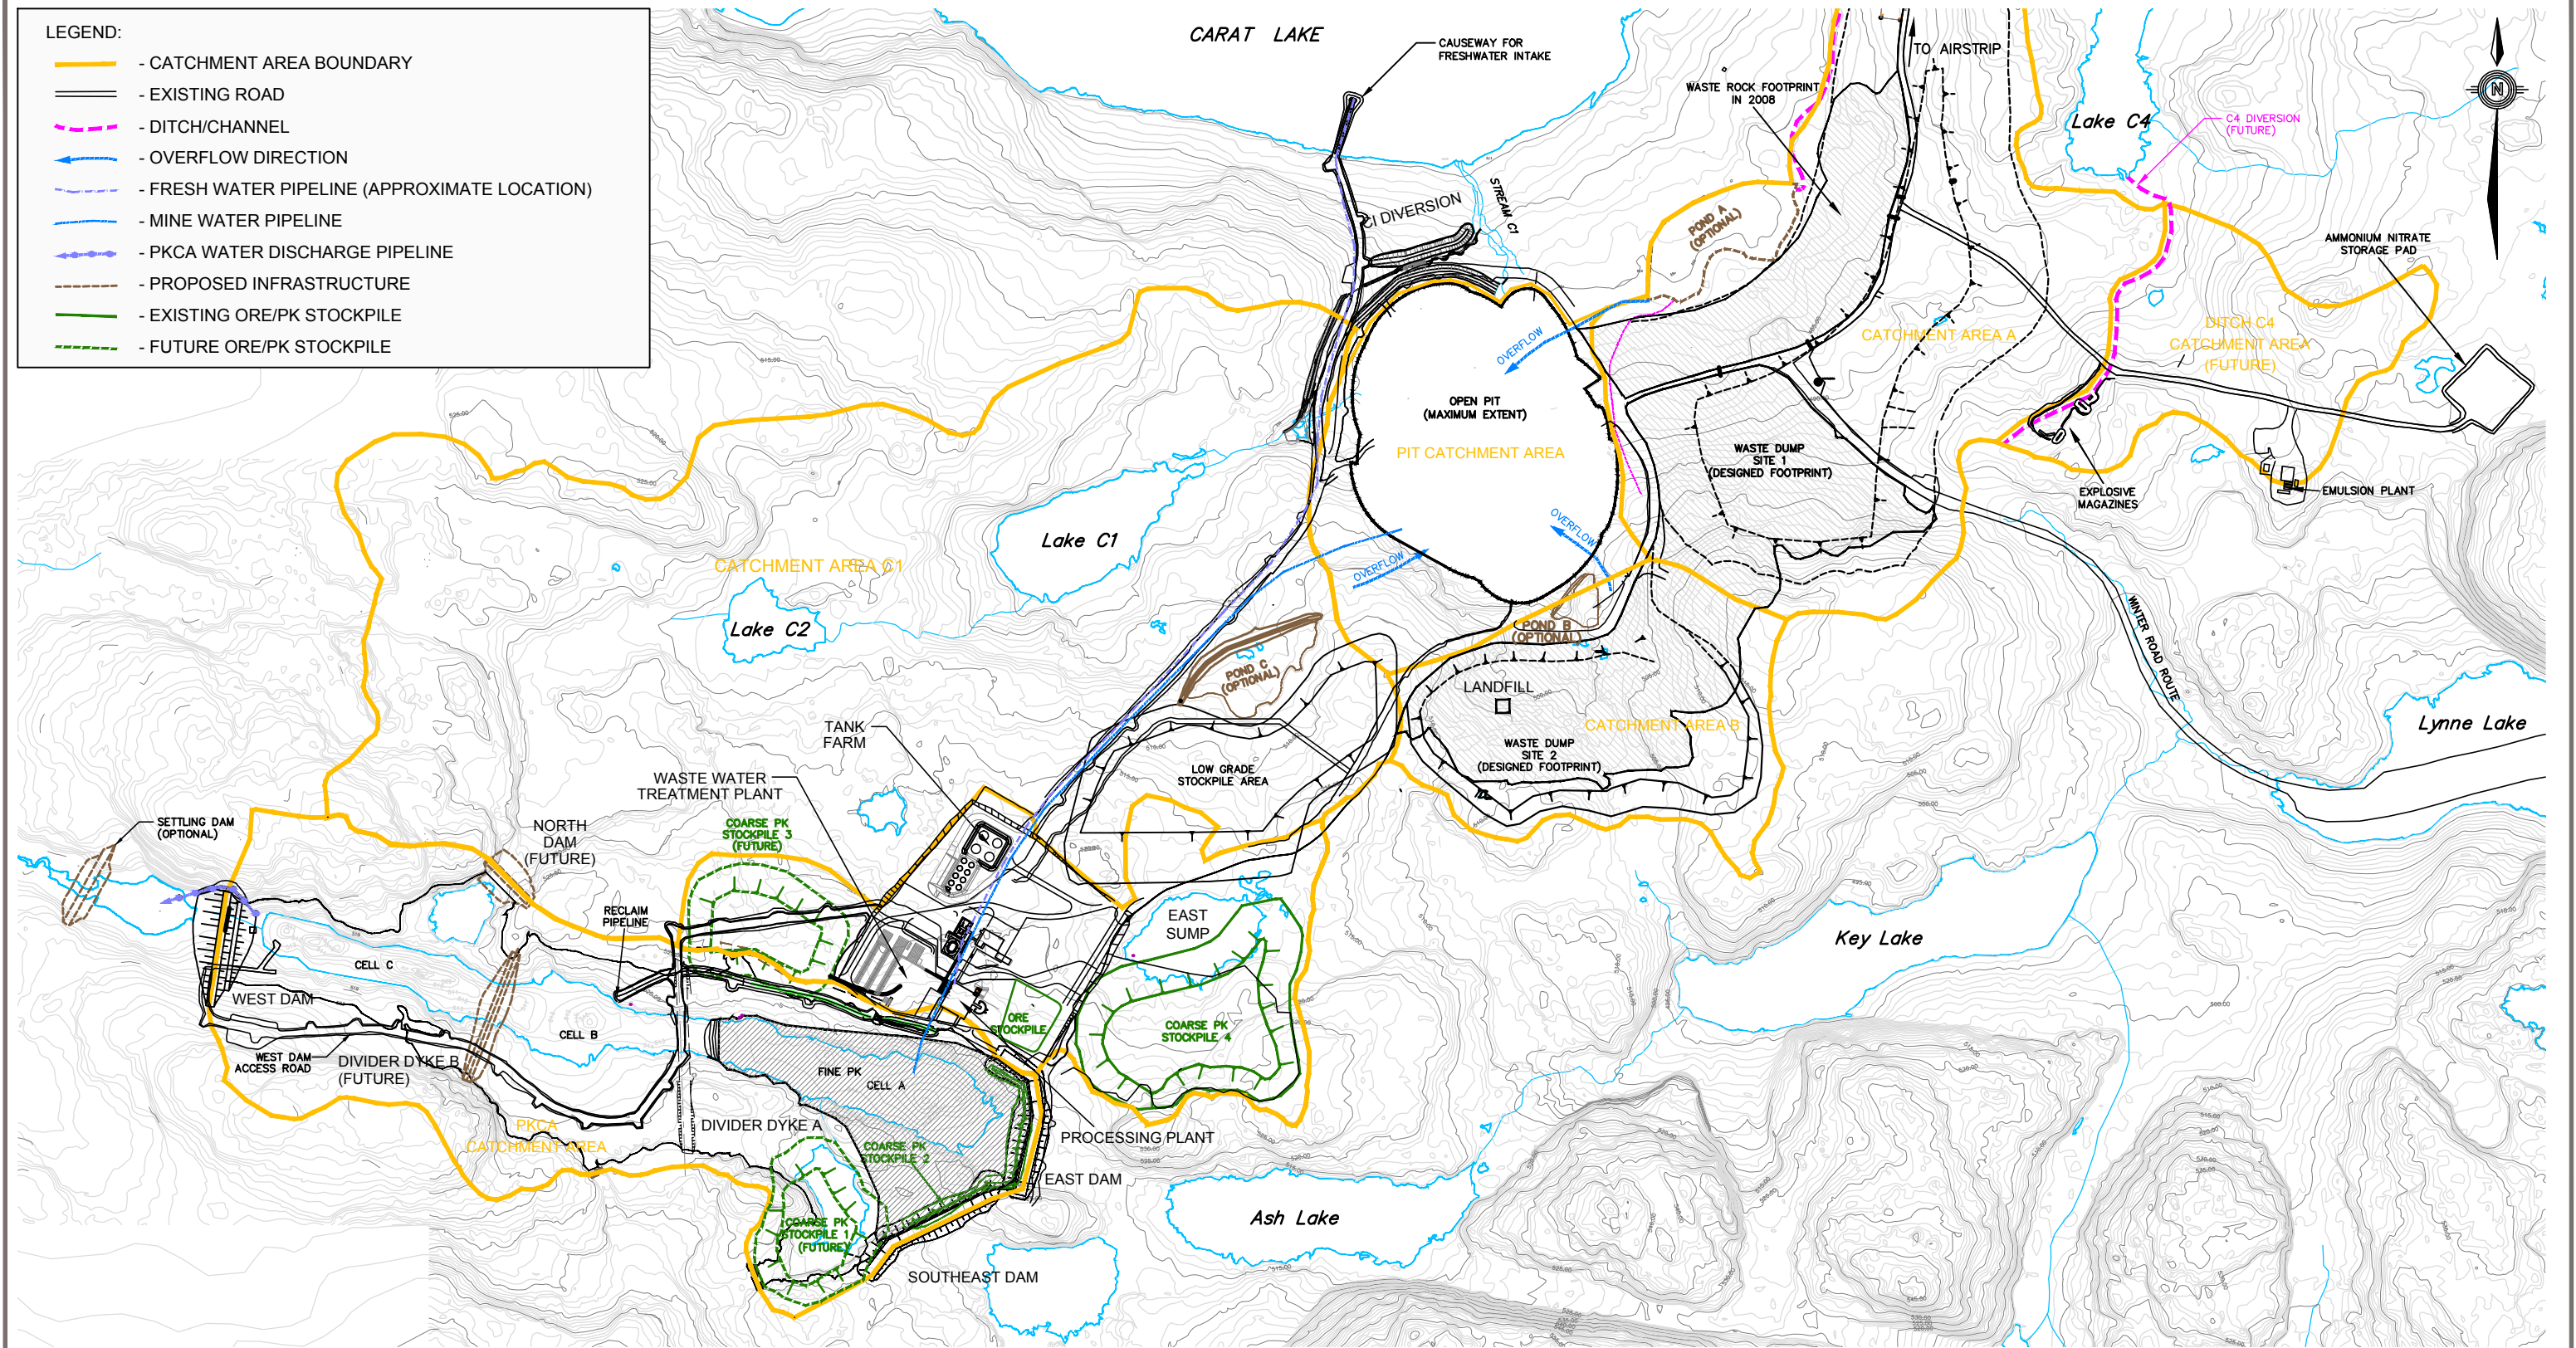 LEGEND:
- CATCHMENT AREA BOUNDARY
- EXISTING ROAD
- DITCH/CHANNEL
- OVERFLOW DIRECTION
- FRESH WATER PIPELINE (APPROXIMATE LOCATION)
- MINE WATER PIPELINE
- PKCA WATER DISCHARGE PIPELINE
- PROPOSED INFRASTRUCTURE
- EXISTING ORE/PK STOCKPILE
- FUTURE ORE/PK STOCKPILE
CARAT LAKE
CAUSEWAY FOR
FRESHWATER INTAKE
WASTE ROCK FOOTPRINT
IN 2008
TO AIRSTRIP
N
Lake C4
C4 DIVERSION
(FUTURE)
STREAM C1
CI DIVERSION
POND A
(OPTIONAL)
AMMONIUM NITRATE
STORAGE PAD
OVERFLOW
CATCHMENT AREA A
DITCH C4
CATCHMENT AREA
(FUTURE)
OPEN PIT
(MAXIMUM EXTENT)
PIT CATCHMENT AREA
WASTE DUMP
SITE 1
(DESIGNED FOOTPRINT)
EXPLOSIVE
MAGAZINES
EMULSION PLANT
Lake C1
OVERFLOW
OVERFLOW
CATCHMENT AREA C1
Lake C2
POND B
(OPTIONAL)
WINTER ROAD ROUTE
POND C
(OPTIONAL)
LANDFILL
CATCHMENT AREA B
Lynne Lake
TANK
FARM
WASTE DUMP
SITE 2
(DESIGNED FOOTPRINT)
LOW GRADE
STOCKPILE AREA
WASTE WATER
TREATMENT PLANT
SETTLING DAM
(OPTIONAL)
NORTH
DAM
(FUTURE)
COARSE PK
STOCKPILE 3
(FUTURE)
RECLAIM
PIPELINE
EAST
SUMP
Key Lake
CELL C
WEST DAM
CELL B
ORE
STOCKPILE
COARSE PK
STOCKPILE 4
WEST DAM
ACCESS ROAD
DIVIDER DYKE B
(FUTURE)
FINE PK
CELL A
PKCA
CATCHMENT AREA
DIVIDER DYKE A
COARSE PK
STOCKPILE 2
PROCESSING PLANT
EAST DAM
Ash Lake
COARSE PK
STOCKPILE 1
(FUTURE)
SOUTHEAST DAM